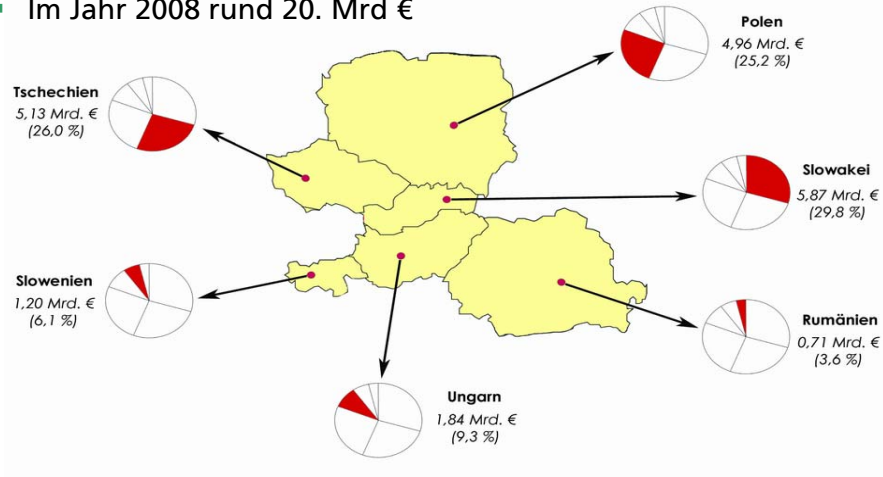 Im Jahr 2008 rund 20. Mrd €
Polen
4,96 Mrd. €
(25,2 %)
Tschechien
5,13 Mrd. €
(26,0 %)
Slowakei
5,87 Mrd. €
(29,8 %)
Slowenien
1,20 Mrd. €
(6,1 %)
Rumänien
0,71 Mrd. €
(3,6 %)
Ungarn
1,84 Mrd. €
(9,3 %)